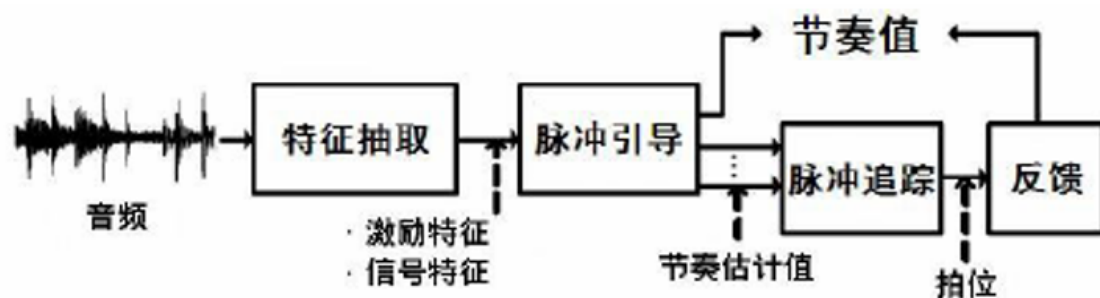 节奏值
特征抽取
脉冲引导
脉冲追踪
反馈
音频
· 激励特征
· 信号特征
节奏估计值
拍位